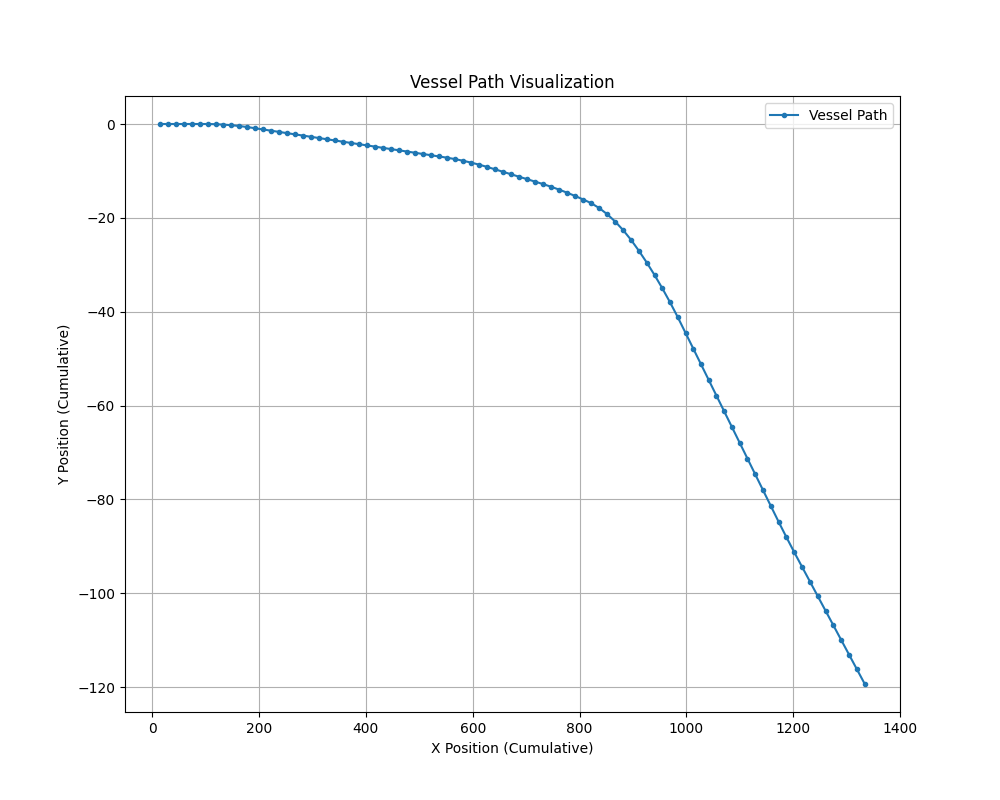 Vessel Path Visualization
Vessel Path
Y Position (Cumulative)
0
−20
−40
−60
−80
−100
−120
0 200 400 600 800 1000 1200 1400
X Position (Cumulative)